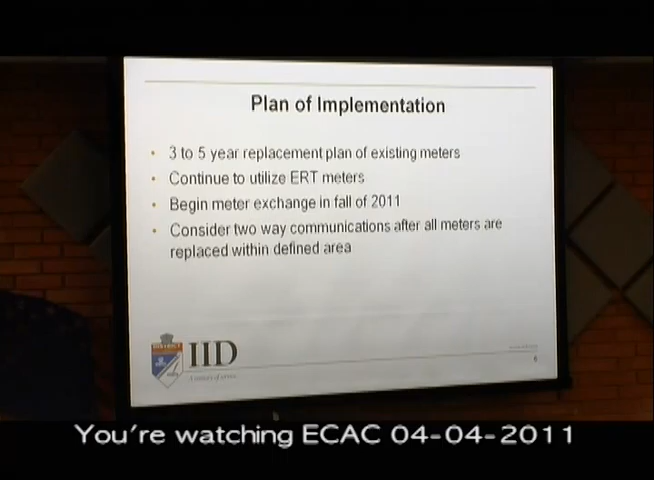 Plan of Implementation
• 3 to 5 year replacement plan of existing meters
• Continue to utilize ERT meters
• Begin meter exchange in fall of 2011
• Consider two way communications after all meters are
replaced within defined area
IID
6
You're watching ECAC 04-04-2011